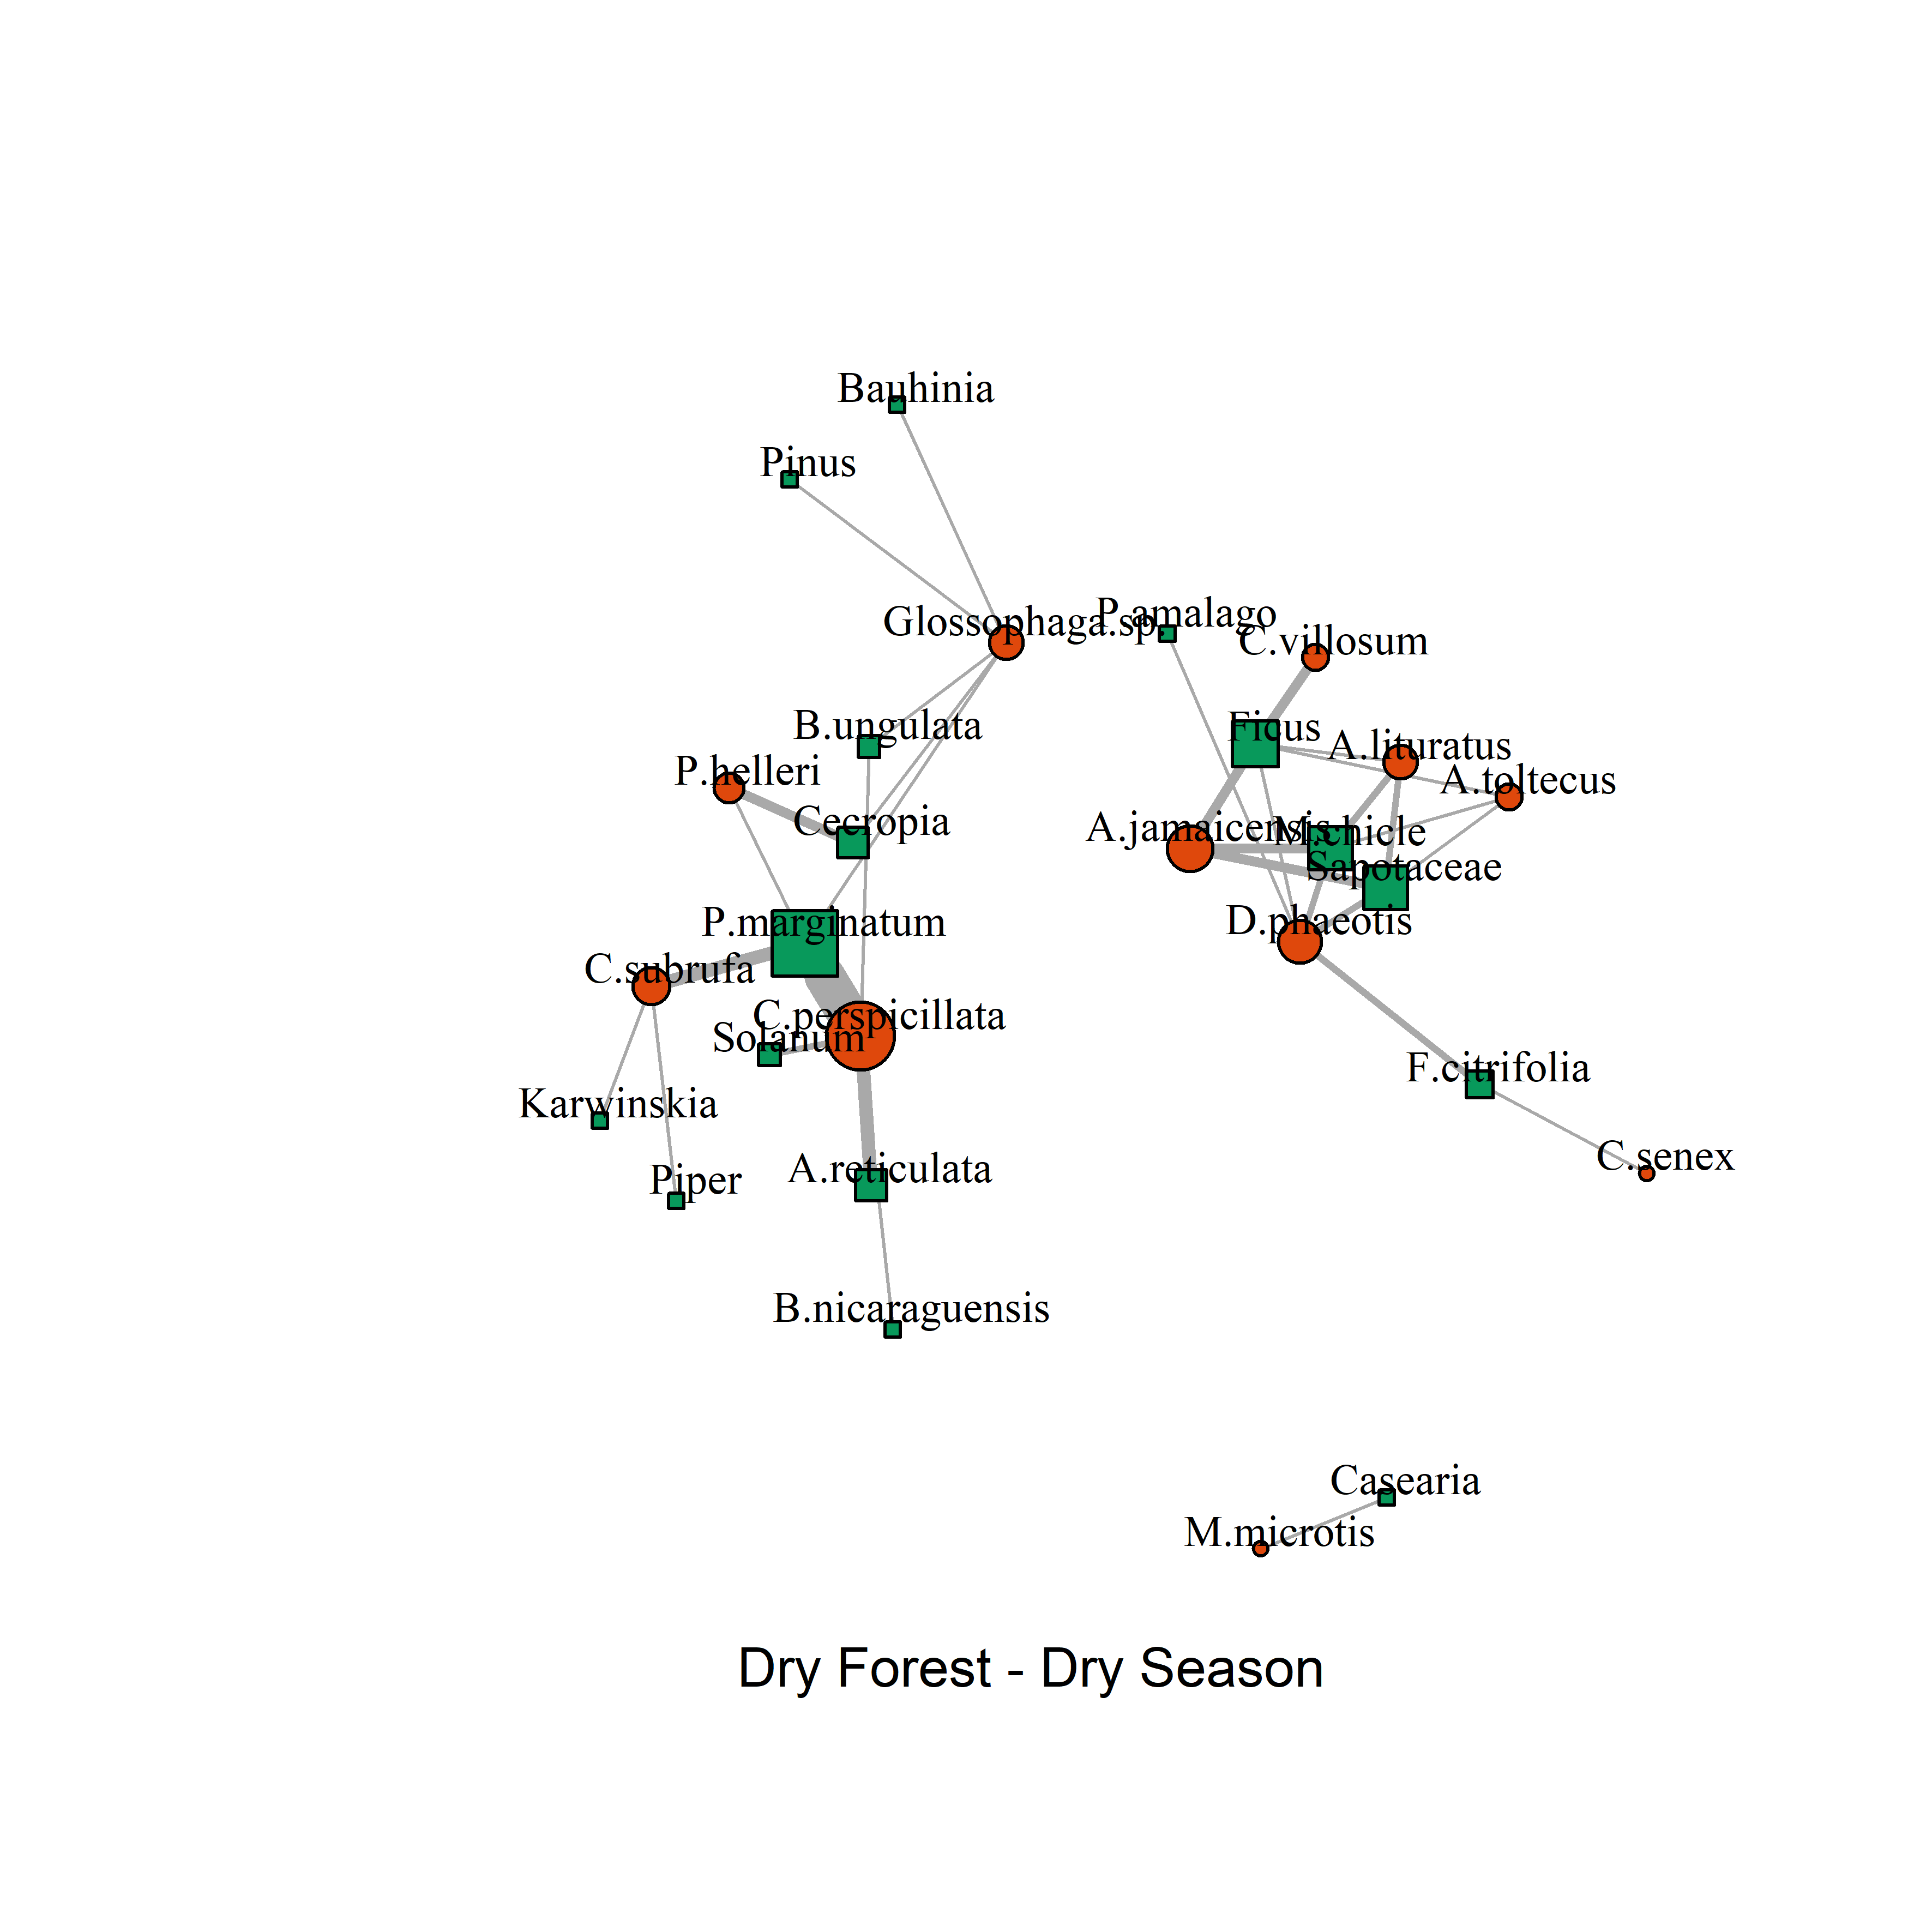 Bauhinia
Pinus
Glossophaga.sp.
P.amalago
C.villosum
B.ungulata
Ficus
A.lituratus
P.helleri
A.toltecus
Cecropia
A.jamaicensis
M.chicle
Sapotaceae
P.marginatum
D.phaeotis
C.subrufa
C.perspicillata
Solanum
F.citrifolia
Karwinskia
C.senex
Piper
A.reticulata
B.nicaraguensis
Casearia
M.microtis
Dry Forest - Dry Season